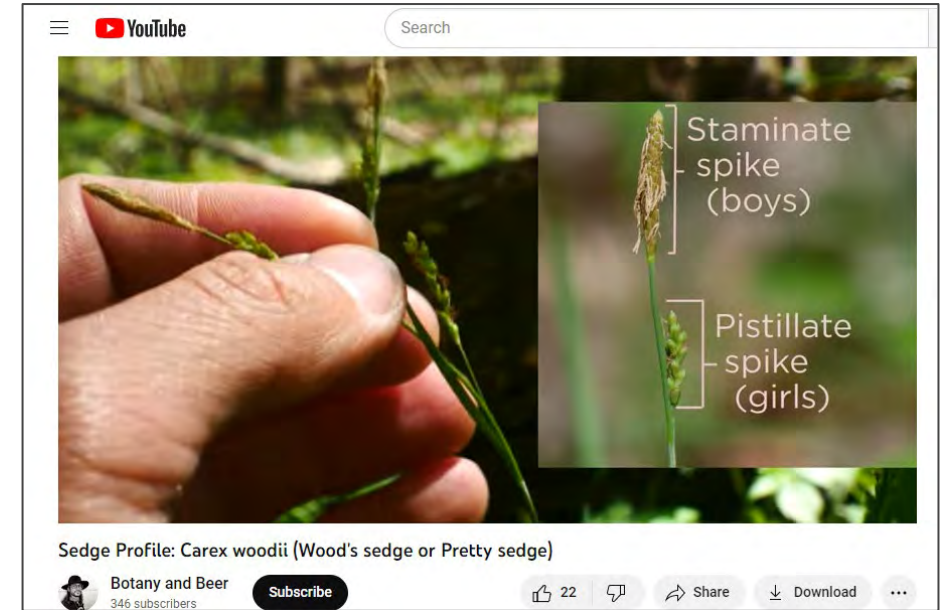 YouTube
Search
Staminate
spike
(boys)
Pistillate
spike
(girls)
Sedge Profile: Carex woodii (Wood's sedge or Pretty sedge)
Botany and Beer
346 subscribers
Subscribe
22
Share
Download